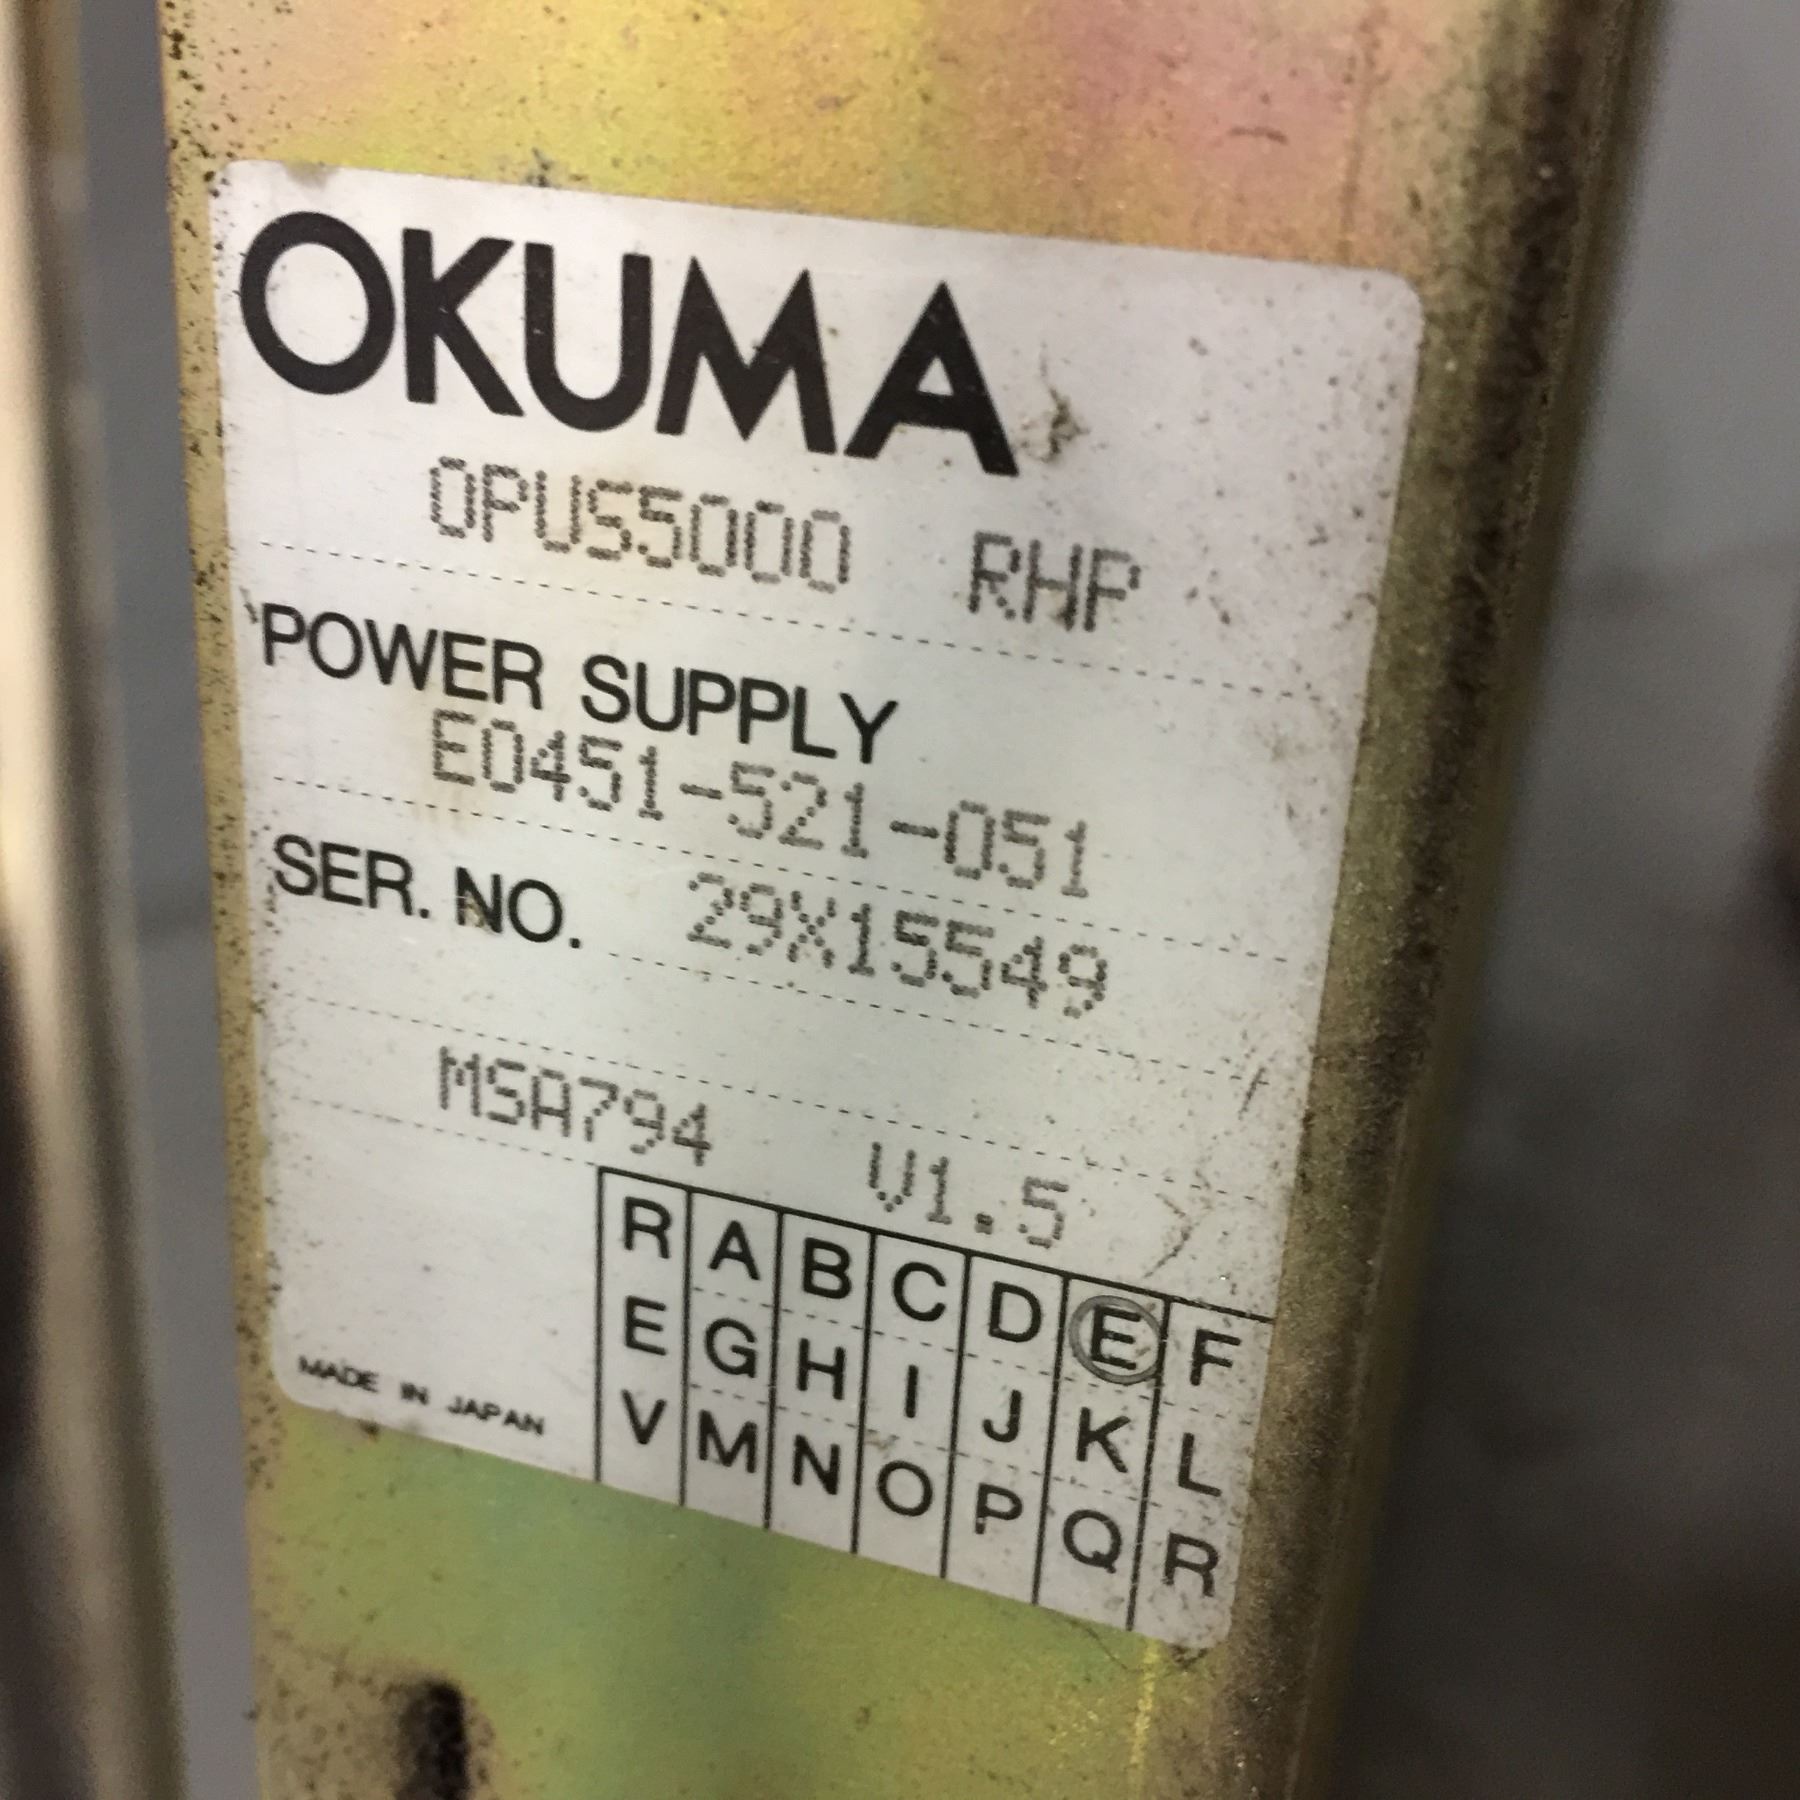 OKUMA
OPUS5000 RHP
POWER SUPPLY
E0451-521-051
SER. NO. 29X15549
MSA794 V1.5
R A B C D E F
E G H I J K L
V M N O P Q R
MADE IN JAPAN